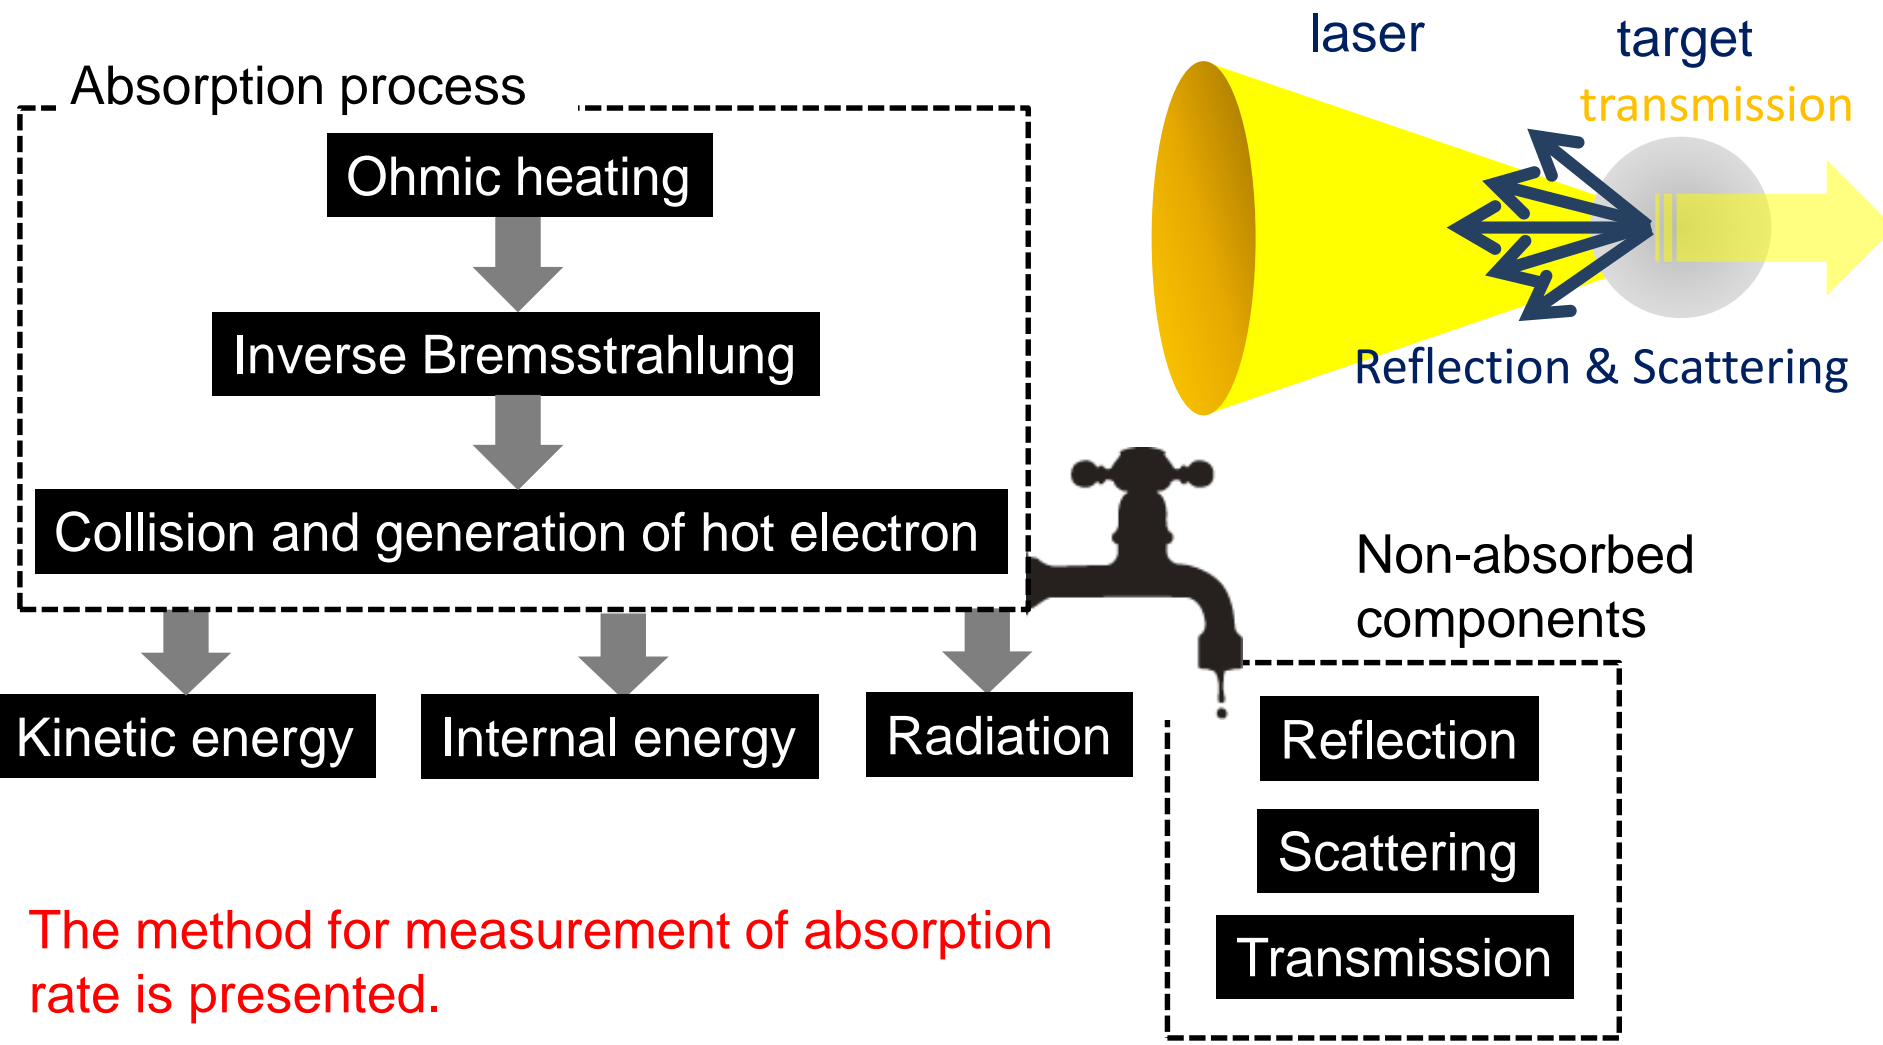 Absorption process
Ohmic heating
Inverse Bremsstrahlung
Collision and generation of hot electron
Kinetic energy
Internal energy
Radiation
The method for measurement of absorption
rate is presented.
laser
target
transmission
Reflection & Scattering
Non-absorbed
components
Reflection
Scattering
Transmission